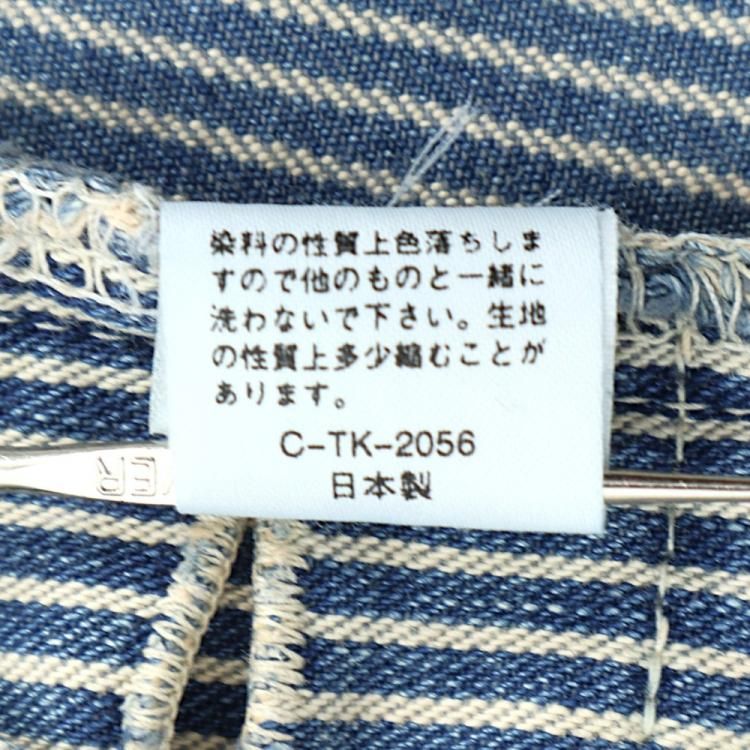 染料の性質上色落ちしま
すので他のものと一緒に
洗わないで下さい。生地
の性質上多少縮むことが
あります。
C-TK-2056
日本製